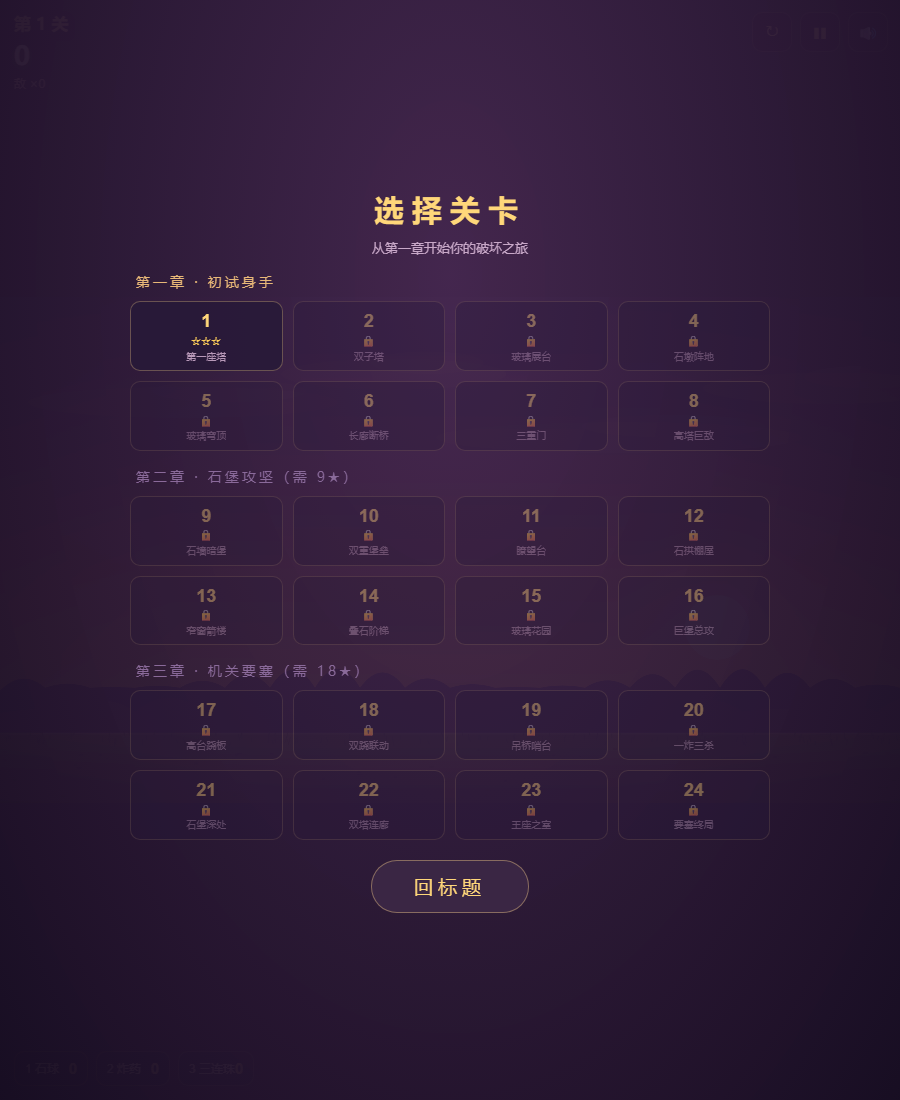 第 1 关
0
选择关卡
从第一章开始你的破坏之旅
第一章 · 初试身手
1
☆☆☆
第一座塔
2
双子塔
3
玻璃展台
4
石墩阵地
5
玻璃穹顶
6
长廊断桥
7
三重门
8
高塔巨敌
第二章 · 石堡攻坚（需 9★）
9
石墙暗堡
10
双重堡垒
11
瞭望台
12
石拱棚屋
13
窄窗箭楼
14
叠石阶梯
15
玻璃花园
16
巨堡总攻
第三章 · 机关要塞（需 18★）
17
高台跷板
18
双跷联动
19
吊桥哨台
20
一炸三杀
21
石堡深处
22
双塔连廊
23
王座之室
24
要塞终局
回标题